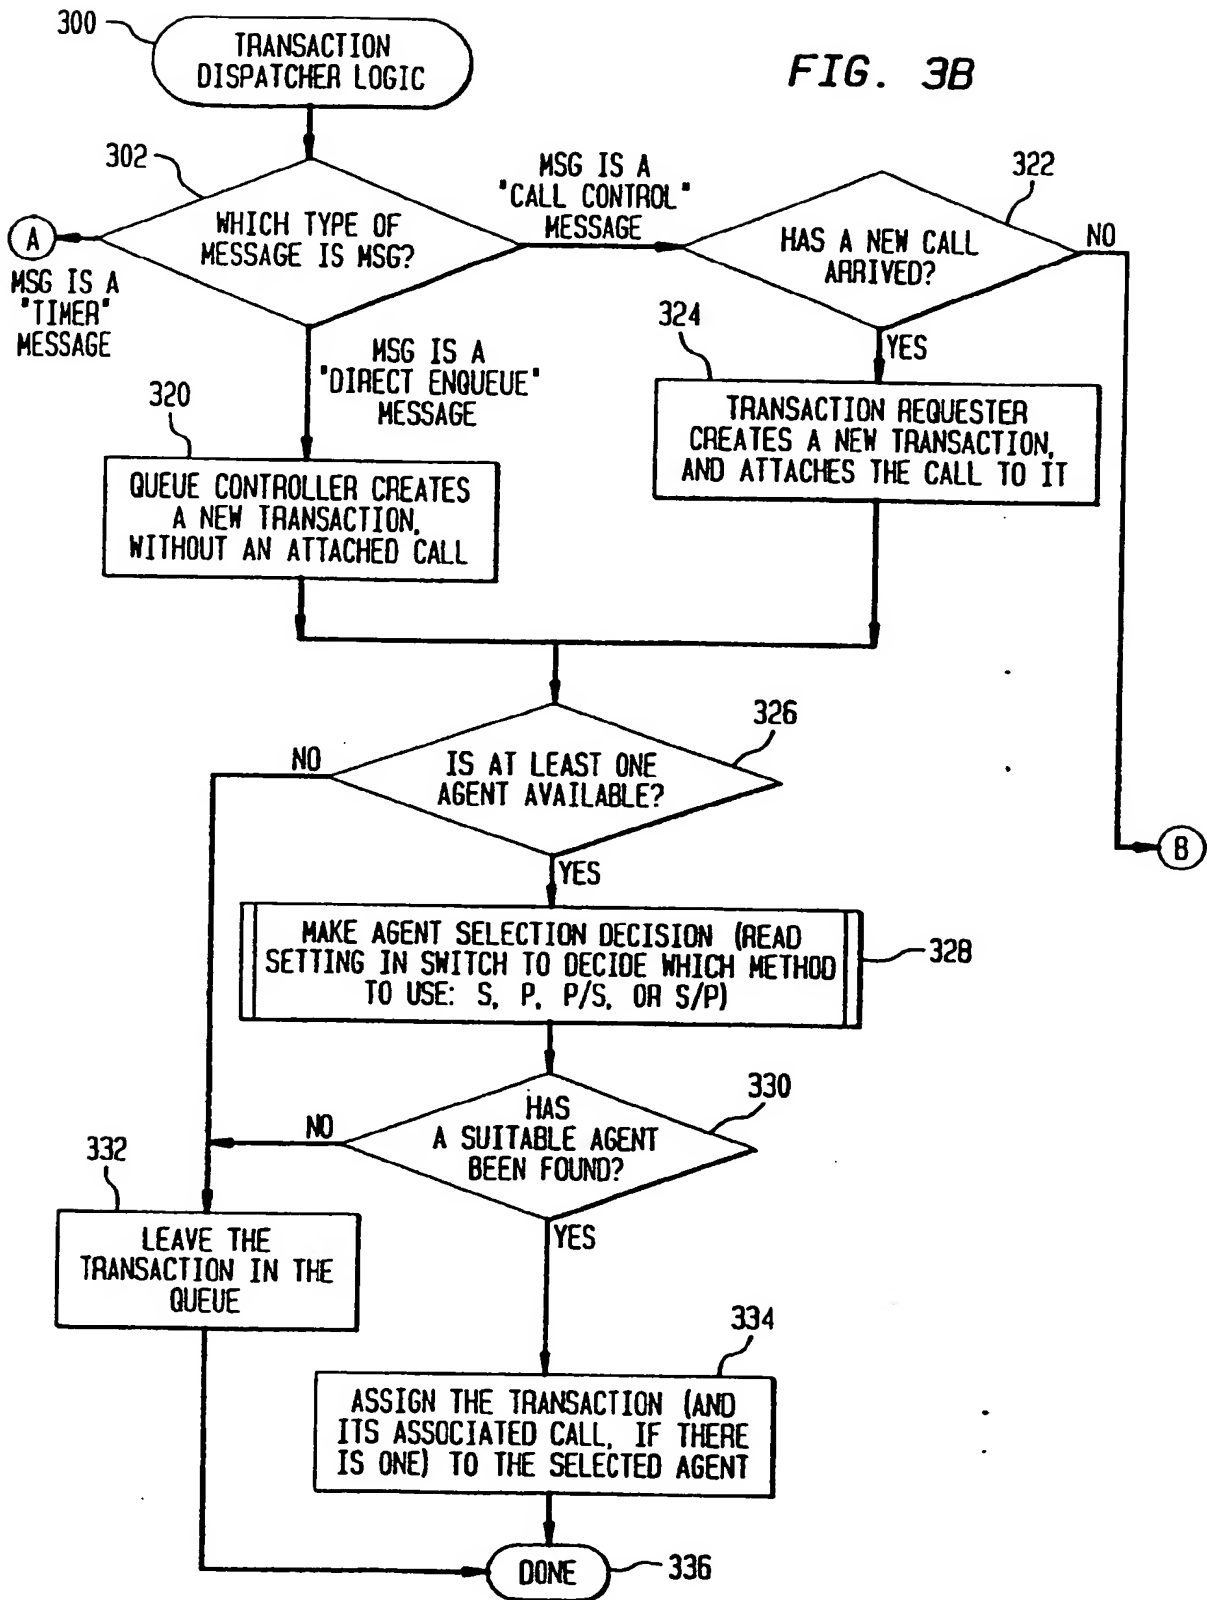 300
TRANSACTION
DISPATCHER LOGIC
FIG. 3B
302
WHICH TYPE OF
MESSAGE IS MSG?
A
MSG IS A
"TIMER"
MESSAGE
MSG IS A
"CALL CONTROL"
MESSAGE
322
HAS A NEW CALL
ARRIVED?
NO
MSG IS A
"DIRECT ENQUEUE"
MESSAGE
324
YES
320
QUEUE CONTROLLER CREATES
A NEW TRANSACTION,
WITHOUT AN ATTACHED CALL
TRANSACTION REQUESTER
CREATES A NEW TRANSACTION,
AND ATTACHES THE CALL TO IT
326
NO
IS AT LEAST ONE
AGENT AVAILABLE?
B
YES
MAKE AGENT SELECTION DECISION (READ
SETTING IN SWITCH TO DECIDE WHICH METHOD
TO USE: S, P, P/S, OR S/P)
328
330
HAS
A SUITABLE AGENT
BEEN FOUND?
NO
332
YES
LEAVE THE
TRANSACTION IN THE
QUEUE
334
ASSIGN THE TRANSACTION (AND
ITS ASSOCIATED CALL, IF THERE
IS ONE) TO THE SELECTED AGENT
DONE
336